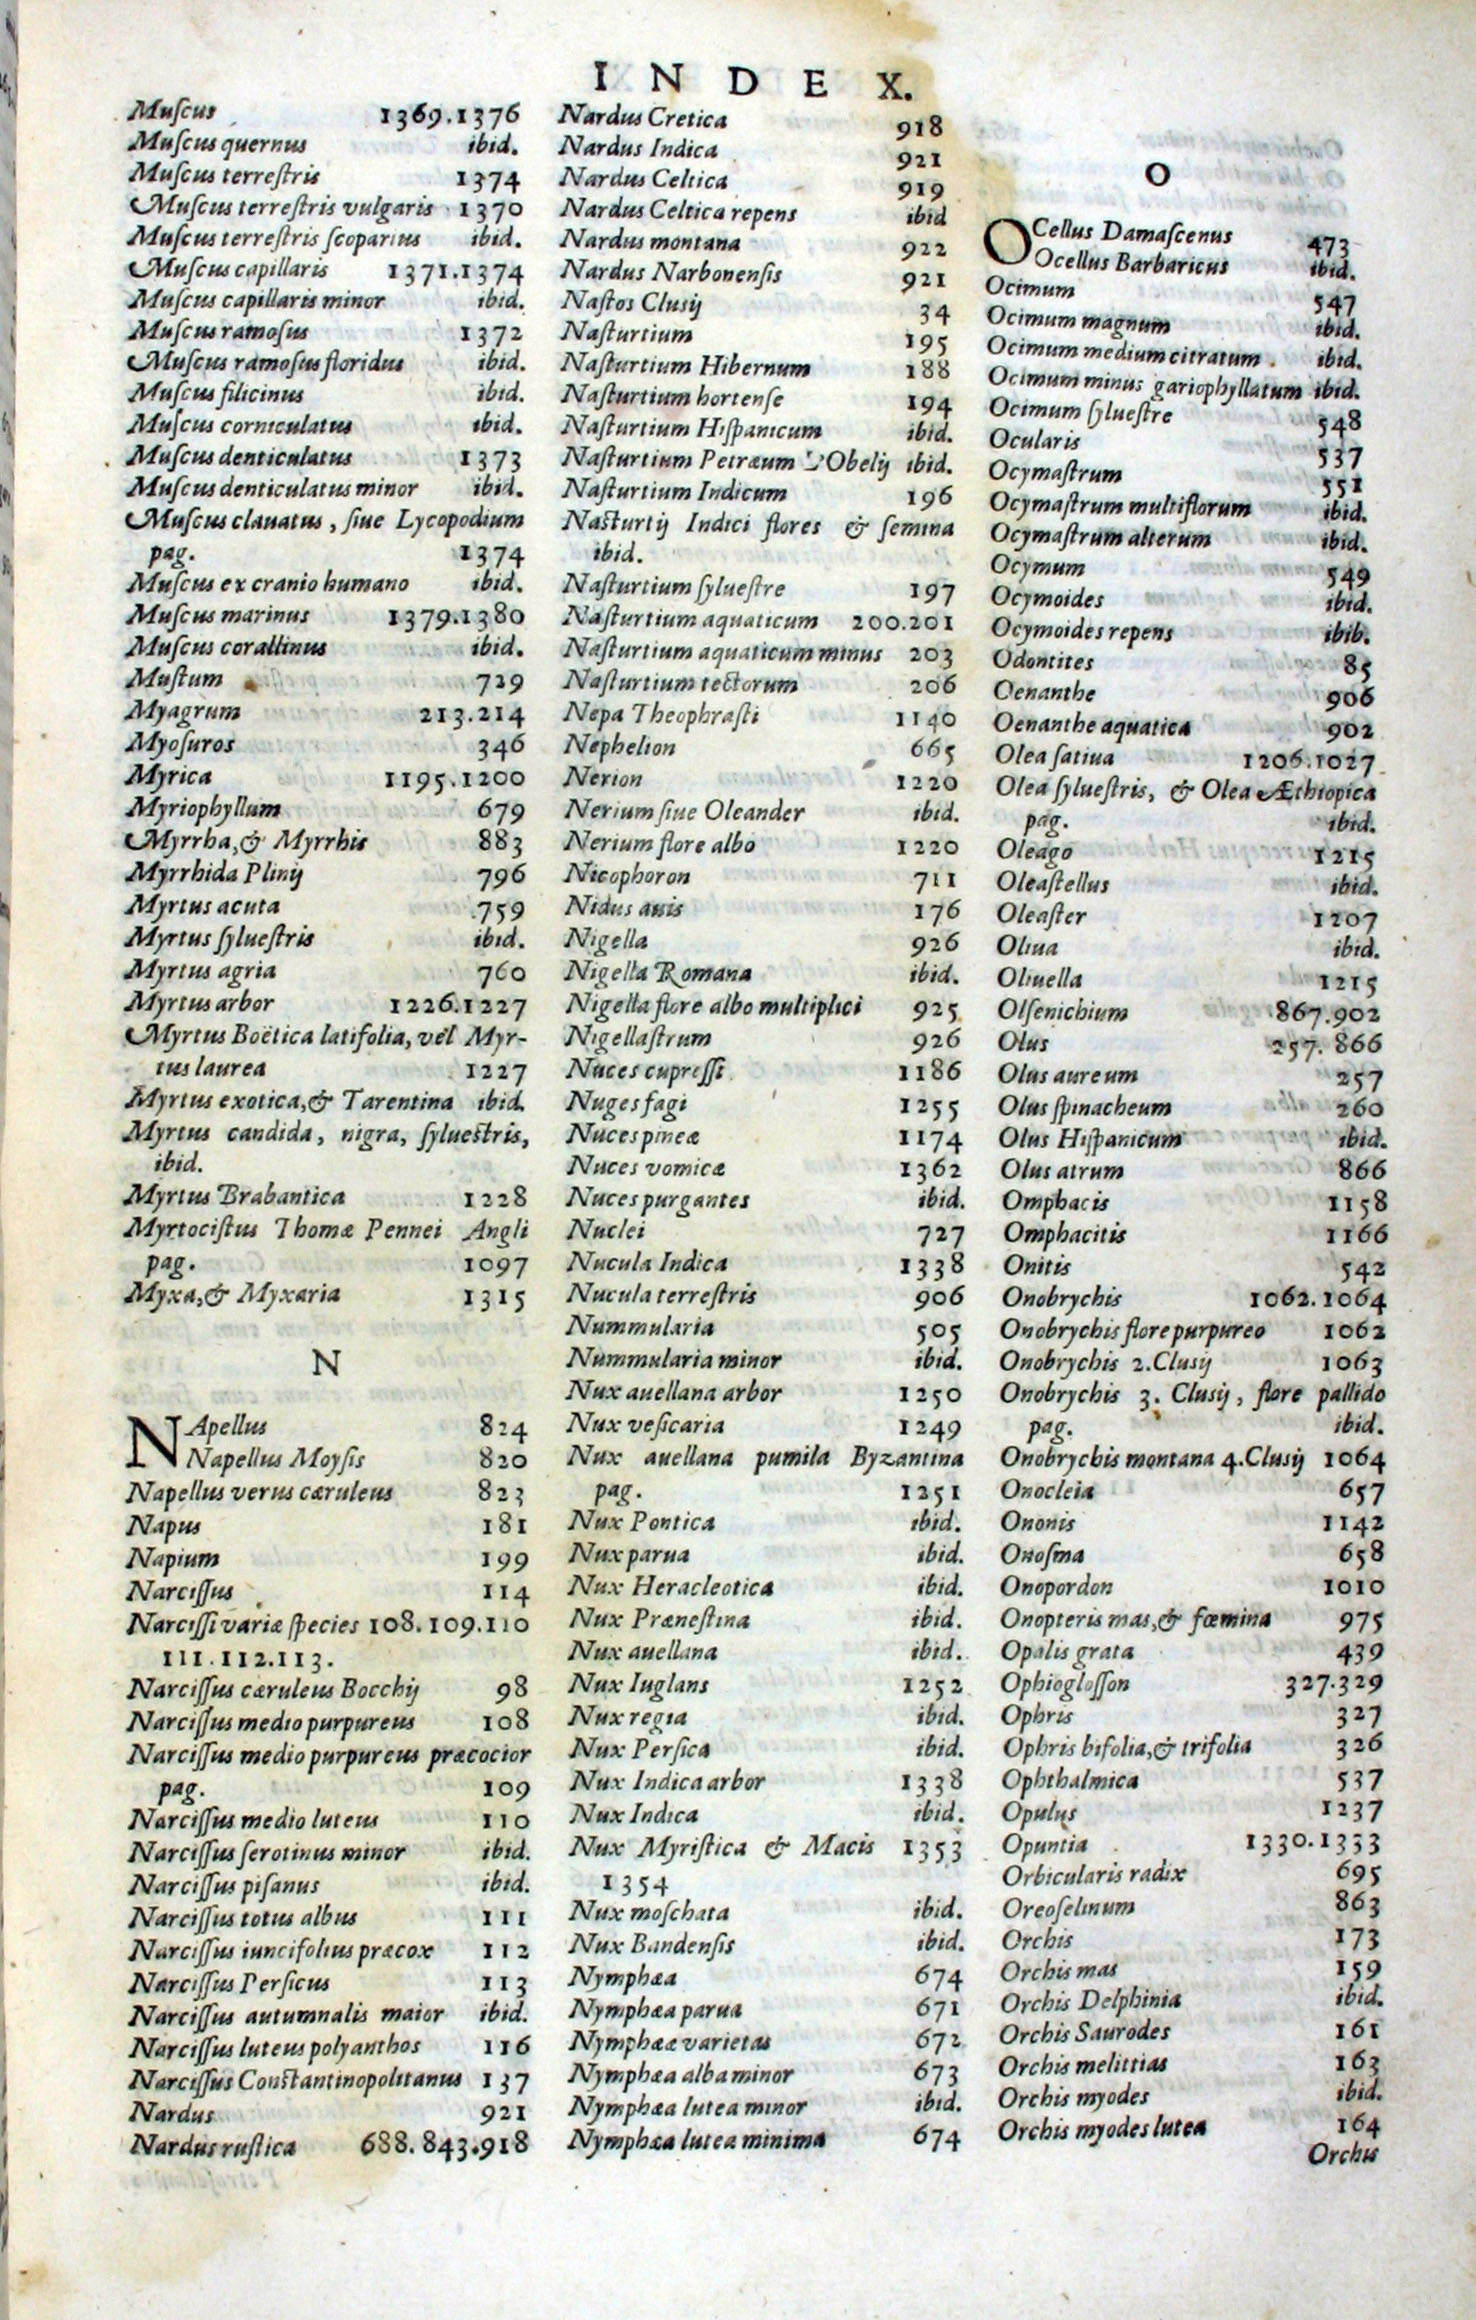 INDEX.
Muſcus 1369.1376
Muſcus quernus ibid.
Muſcus terreſtris 1374
Muſcus terreſtris vulgaris 1370
Muſcus terreſtris ſcoparius ibid.
Muſcus capillaris 1371.1374
Muſcus capillaris minor ibid.
Muſcus ramoſus 1372
Muſcus ramoſus floridus ibid.
Muſcus filicinus ibid.
Muſcus corniculatus ibid.
Muſcus denticulatus 1373
Muſcus denticulatus minor ibid.
Muſcus clauatus, ſiue Lycopodium
pag. 1374
Muſcus ex cranio humano ibid.
Muſcus marinus 1379.1380
Muſcus corallinus ibid.
Muſtum 729
Myagrum 213.214
Myoſuros 346
Myrica 1195.1200
Myriophyllum 679
Myrrha, & Myrrhis 883
Myrrhida Plinij 796
Myrtus acuta 759
Myrtus ſylueſtris ibid.
Myrtus agria 760
Myrtus arbor 1226.1227
Myrtus Boëtica latifolia, vel Myr-
tus laurea 1227
Myrtus exotica, & Tarentina ibid.
Myrtus candida, nigra, ſylueſtris,
ibid.
Myrtus Brabantica 1228
Myrtociſtus Thomæ Pennei Angli
pag. 1097
Myxa, & Myxaria 1315
N
NApellus 824
Napellus Moyſis 820
Napellus verus cæruleus 823
Napus 181
Napium 199
Narciſſus 114
Narciſſi variæ ſpecies 108.109.110
111.112.113.
Narciſſus cæruleus Bocchij 98
Narciſſus medio purpureus 108
Narciſſus medio purpureus præcocior
pag. 109
Narciſſus medio luteus 110
Narciſſus ſerotinus minor ibid.
Narciſſus piſanus ibid.
Narciſſus totus albus 111
Narciſſus iuncifolius præcox 112
Narciſſus Perſicus 113
Narciſſus autumnalis maior ibid.
Narciſſus luteus polyanthos 116
Narciſſus Conſtantinopolitanus 137
Nardus 921
Nardus ruſtica 688.843.918
Nardus Cretica 918
Nardus Indica 921
Nardus Celtica 919
Nardus Celtica repens ibid
Nardus montana 922
Nardus Narbonenſis 921
Naſtos Cluſij 34
Naſturtium 195
Naſturtium Hibernum 188
Naſturtium hortenſe 194
Naſturtium Hiſpanicum ibid.
Naſturtium Petræum L'Obelij ibid.
Naſturtium Indicum 196
Naſturtij Indici flores & ſemina
ibid.
Naſturtium ſylueſtre 197
Naſturtium aquaticum 200.201
Naſturtium aquaticum minus 203
Naſturtium tectorum 206
Nepa Theophraſti 1140
Nephelion 665
Nerion 1220
Nerium ſiue Oleander ibid.
Nerium flore albo 1220
Nicophoron 711
Nidus auis 176
Nigella 926
Nigella Romana ibid.
Nigella flore albo multiplici 925
Nigellaſtrum 926
Nuces cupreſſi 1186
Nuges fagi 1255
Nuces pineæ 1174
Nuces vomicæ 1362
Nuces purgantes ibid.
Nuclei 727
Nucula Indica 1338
Nucula terreſtris 906
Nummularia 505
Nummularia minor ibid.
Nux auellana arbor 1250
Nux veſicaria 1249
Nux auellana pumila Byzantina
pag. 1251
Nux Pontica ibid.
Nux parua ibid.
Nux Heracleotica ibid.
Nux Præneſtina ibid.
Nux auellana ibid.
Nux Iuglans 1252
Nux regia ibid.
Nux Perſica ibid.
Nux Indica arbor 1338
Nux Indica ibid.
Nux Myriſtica & Macis 1353
1354
Nux moſchata ibid.
Nux Bandenſis ibid.
Nymphæa 674
Nymphæa parua 671
Nymphææ varietas 672
Nymphæa alba minor 673
Nymphæa lutea minor ibid.
Nymphæa lutea minima 674
O
OCellus Damaſcenus 473
Ocellus Barbaricus ibid.
Ocimum 547
Ocimum magnum ibid.
Ocimum medium citratum ibid.
Ocimum minus gariophyllatum ibid.
Ocimum ſylueſtre 548
Ocularis 537
Ocymaſtrum 551
Ocymaſtrum multiflorum ibid.
Ocymaſtrum alterum ibid.
Ocymum 549
Ocymoides ibid.
Ocymoides repens ibib.
Odontites 85
Oenanthe 906
Oenanthe aquatica 902
Olea ſatiua 1206.1027
Olea ſylueſtris, & Olea Æthiopica
pag. ibid.
Oleago 1215
Oleaſtellus ibid.
Oleaſter 1207
Oliua ibid.
Oliuella 1215
Olſenichium 867.902
Olus 257.866
Olus aureum 257
Olus ſpinacheum 260
Olus Hiſpanicum ibid.
Olus atrum 866
Omphacis 1158
Omphacitis 1166
Onitis 542
Onobrychis 1062.1064
Onobrychis flore purpureo 1062
Onobrychis 2.Cluſij 1063
Onobrychis 3. Cluſij, flore pallido
pag. ibid.
Onobrychis montana 4.Cluſij 1064
Onocleia 657
Ononis 1142
Onoſma 658
Onopordon 1010
Onopteris mas, & fœmina 975
Opalis grata 439
Ophiogloſſon 327.329
Ophris 327
Ophris bifolia, & trifolia 326
Ophthalmica 537
Opulus 1237
Opuntia 1330.1333
Orbicularis radix 695
Oreoſelinum 863
Orchis 173
Orchis mas 159
Orchis Delphinia ibid.
Orchis Saurodes 161
Orchis melittias 163
Orchis myodes ibid.
Orchis myodes lutea 164
Orchis